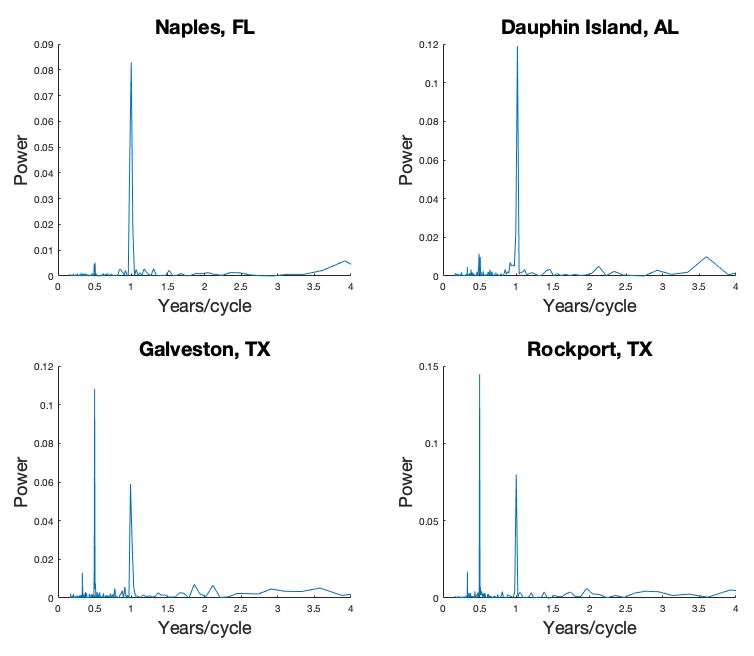 Naples, FL
Power
0.09
0.08
0.07
0.06
0.05
0.04
0.03
0.02
0.01
0
0 0.5 1 1.5 2 2.5 3 3.5 4
Years/cycle
Dauphin Island, AL
Power
0.12
0.1
0.08
0.06
0.04
0.02
0
0 0.5 1 1.5 2 2.5 3 3.5 4
Years/cycle
Galveston, TX
Power
0.12
0.1
0.08
0.06
0.04
0.02
0
0 0.5 1 1.5 2 2.5 3 3.5 4
Years/cycle
Rockport, TX
Power
0.15
0.1
0.05
0
0 0.5 1 1.5 2 2.5 3 3.5 4
Years/cycle